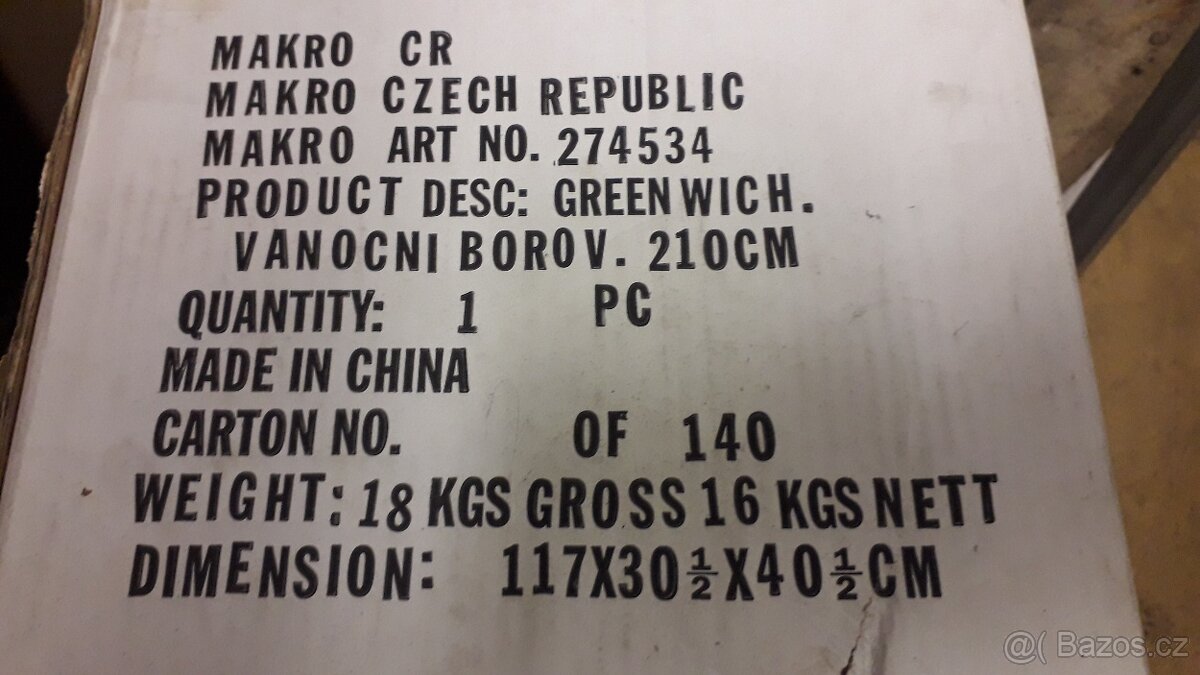 MAKRO CR
MAKRO CZECH REPUBLIC
MAKRO ART NO. 274534
PRODUCT DESC: GREENWICH.
VANOCNI BOROV. 210CM
QUANTITY: 1 PC
MADE IN CHINA
CARTON NO. OF 140
WEIGHT: 18 KGS GROSS 16 KGS NETT
DIMENSION: 117X30½X40½CM
@( Bazos.cz